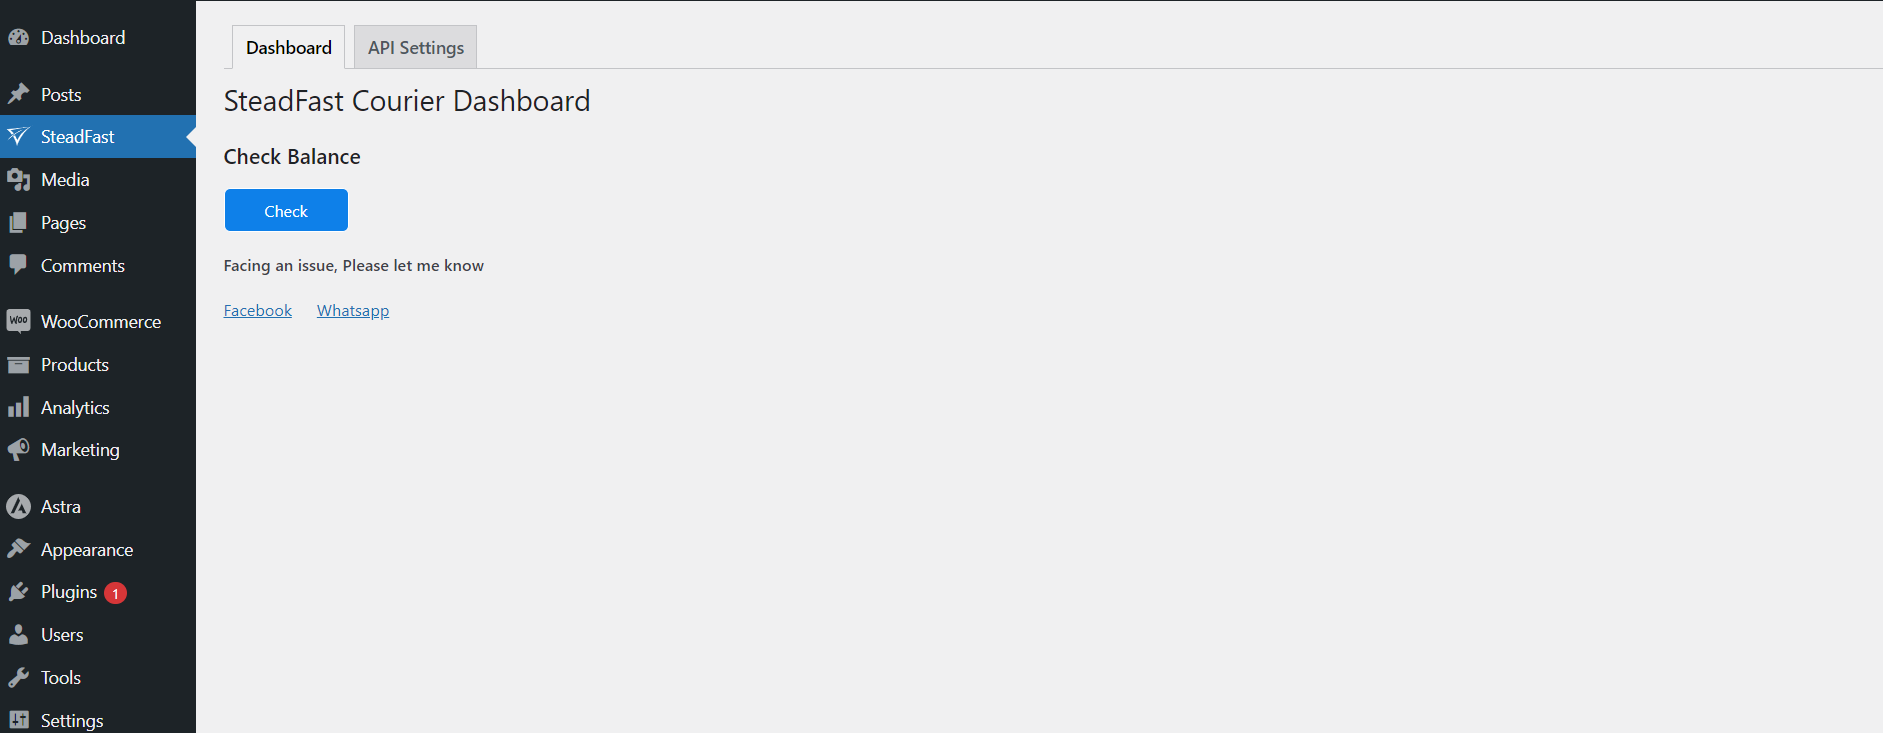 Dashboard
Posts
SteadFast
Media
Pages
Comments
Woo WooCommerce
Products
Analytics
Marketing
Astra
Appearance
Plugins 1
Users
Tools
Settings
Dashboard API Settings
SteadFast Courier Dashboard
Check Balance
Check
Facing an issue, Please let me know
Facebook Whatsapp